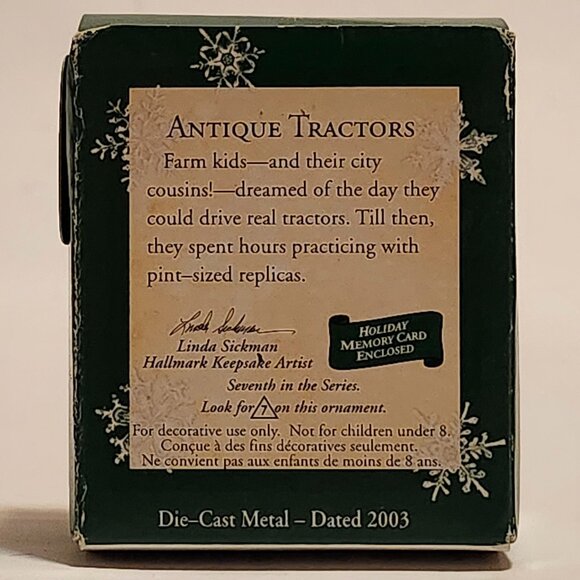 ANTIQUE TRACTORS
Farm kids—and their city
cousins!—dreamed of the day they
could drive real tractors. Till then,
they spent hours practicing with
pint–sized replicas.
Linda Sickman
Linda Sickman
Hallmark Keepsake Artist
HOLIDAY
MEMORY CARD
ENCLOSED
Seventh in the Series.
Look for 7 on this ornament.
For decorative use only. Not for children under 8.
Conçue à des fins décoratives seulement.
Ne convient pas aux enfants de moins de 8 ans.
Die–Cast Metal – Dated 2003